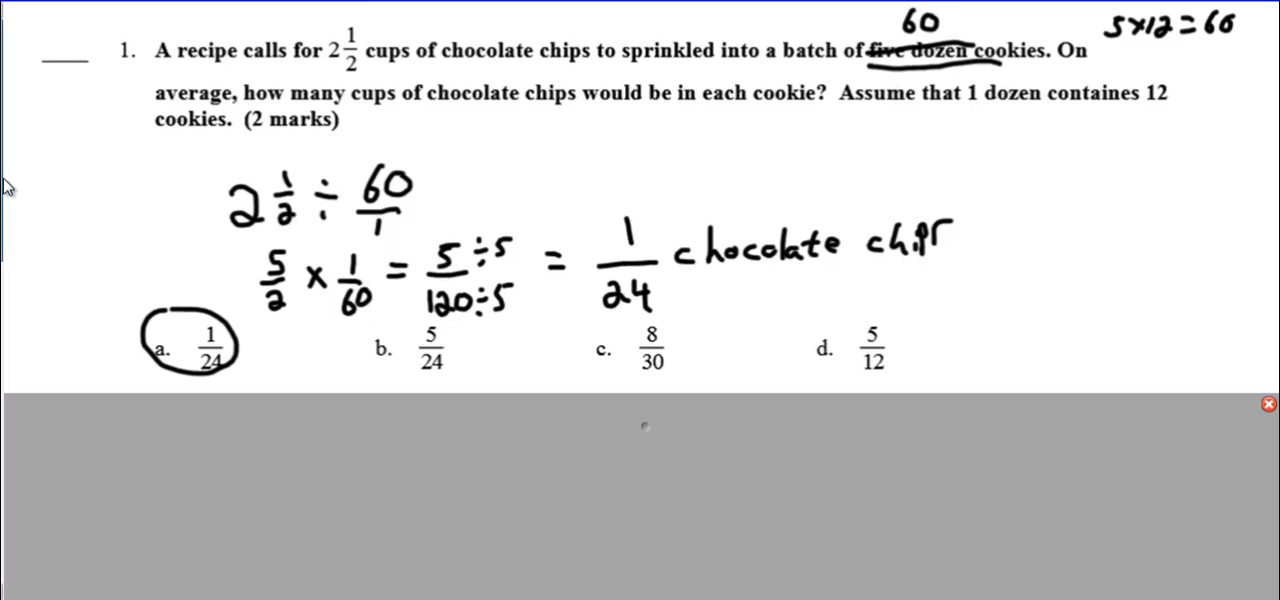 60
5×12=60
1. A recipe calls for 2 1/2 cups of chocolate chips to sprinkled into a batch of five dozen cookies. On
average, how many cups of chocolate chips would be in each cookie? Assume that 1 dozen containes 12
cookies. (2 marks)
2 1/2 ÷ 60/1
5/2 × 1/60 = 5÷5/120÷5 = 1/24 chocolate chips
a. 1/24 b. 5/24 c. 8/30 d. 5/12